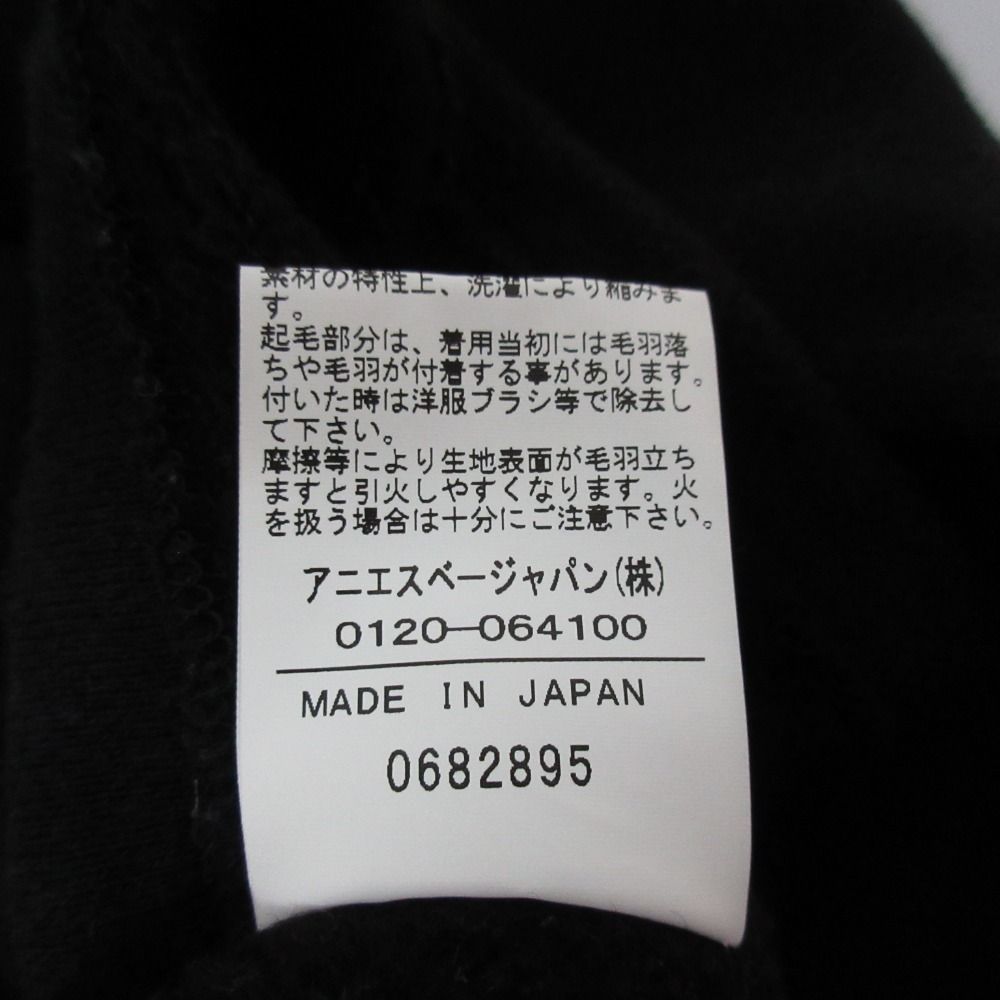 素材の特性上、洗濯により縮みま
す。
起毛部分は、着用当初には毛羽落
ちや毛羽が付着する事があります。
付いた時は洋服ブラシ等で除去し
て下さい。
摩擦等により生地表面が毛羽立ち
ますと引火しやすくなります。火
を扱う場合は十分にご注意下さい。
アニエスベージャパン(株)
0120-064100
MADE IN JAPAN
0682895